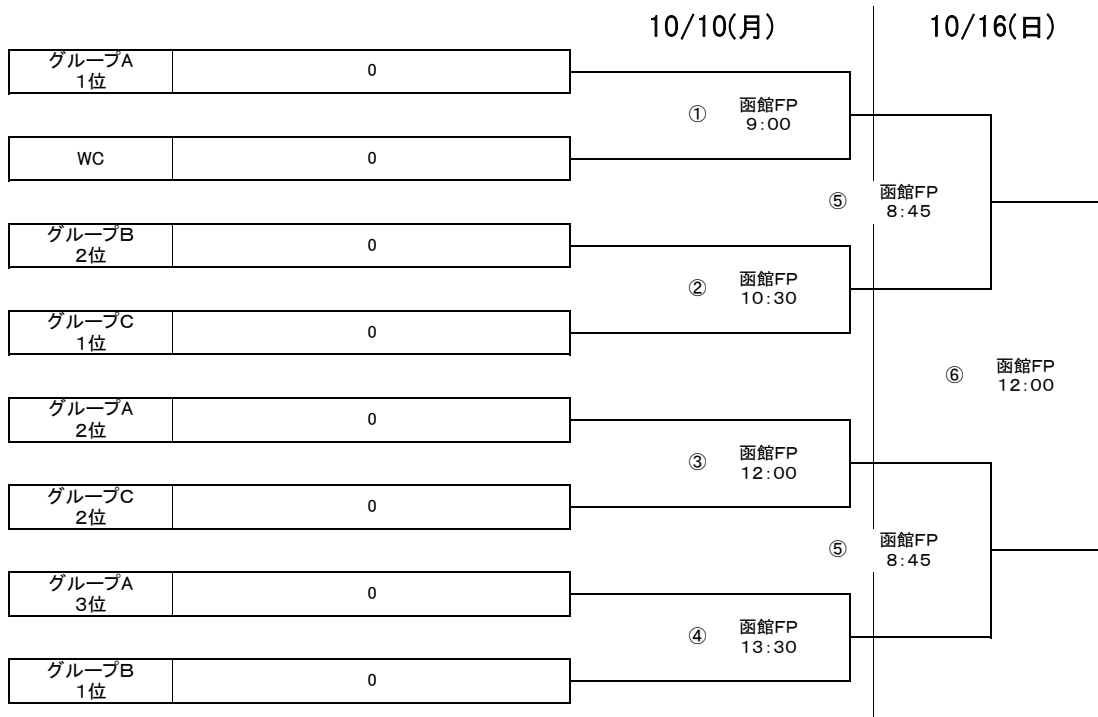 10/10(月)
10/16(日)
グループA
1位
0
①
函館FP
9:00
WC
0
⑤
函館FP
8:45
グループB
2位
0
②
函館FP
10:30
グループC
1位
0
⑥
函館FP
12:00
グループA
2位
0
③
函館FP
12:00
グループC
2位
0
⑤
函館FP
8:45
グループA
3位
0
④
函館FP
13:30
グループB
1位
0